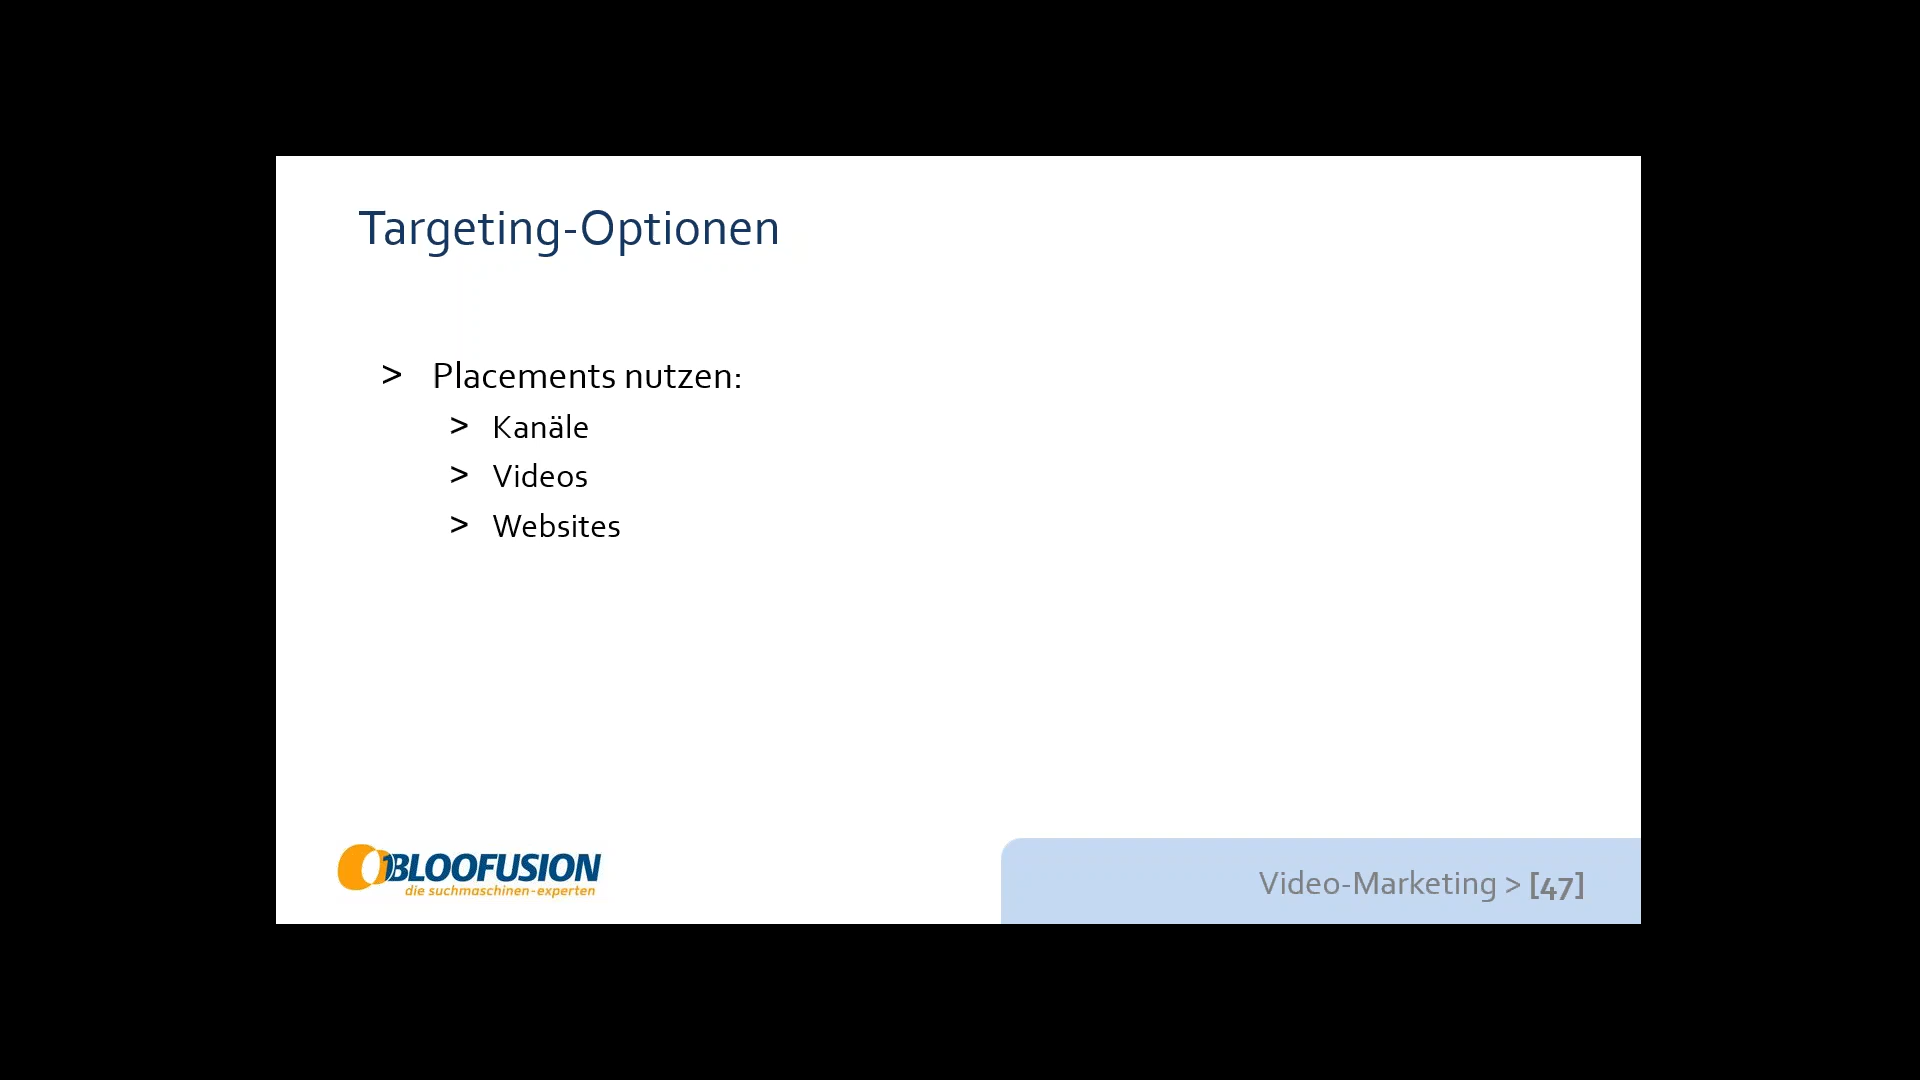 Targeting-Optionen
> Placements nutzen:
> Kanäle
> Videos
> Websites
BLOOFUSION
die suchmaschinen-experten
Video-Marketing > [47]